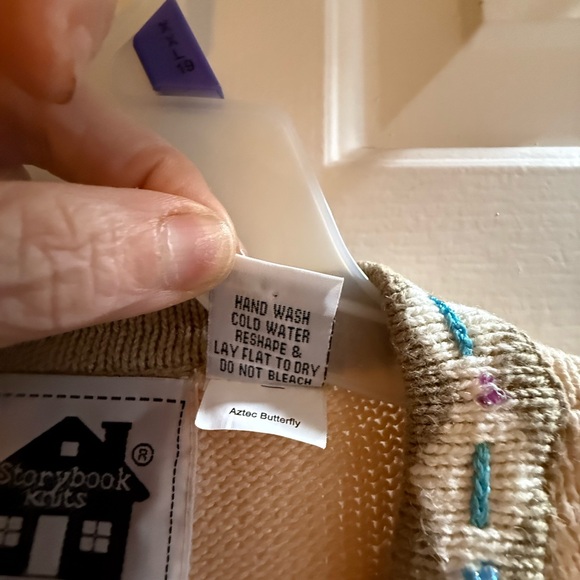 HAND WASH
COLD WATER
RESHAPE &
LAY FLAT TO DRY
DO NOT BLEACH
Aztec Butterfly
Storybook ®
Knits